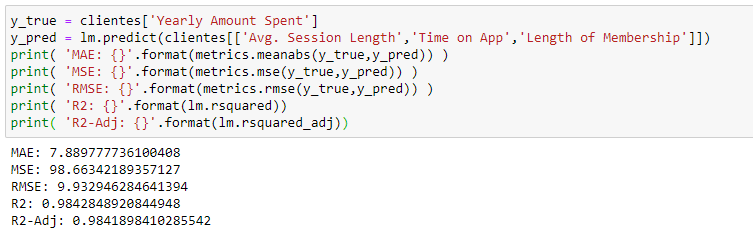 y_true = clientes['Yearly Amount Spent']
y_pred = lm.predict(clientes[['Avg. Session Length','Time on App','Length of Membership']])
print( 'MAE: {}'.format(metrics.meanabs(y_true,y_pred)) )
print( 'MSE: {}'.format(metrics.mse(y_true,y_pred)) )
print( 'RMSE: {}'.format(metrics.rmse(y_true,y_pred)) )
print( 'R2: {}'.format(lm.rsquared))
print( 'R2-Adj: {}'.format(lm.rsquared_adj))
MAE: 7.889777736100408
MSE: 98.66342189357127
RMSE: 9.932946284641394
R2: 0.9842848920844948
R2-Adj: 0.9841898410285542